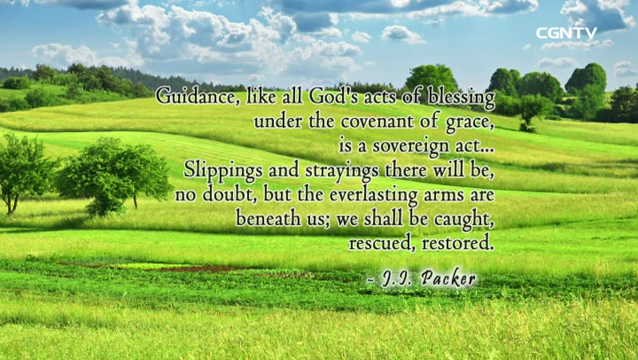 CGNTV
Guidance, like all God's acts of blessing
under the covenant of grace,
is a sovereign act...
Slippings and strayings there will be,
no doubt, but the everlasting arms are
beneath us; we shall be caught,
rescued, restored.
~ J.I. Packer